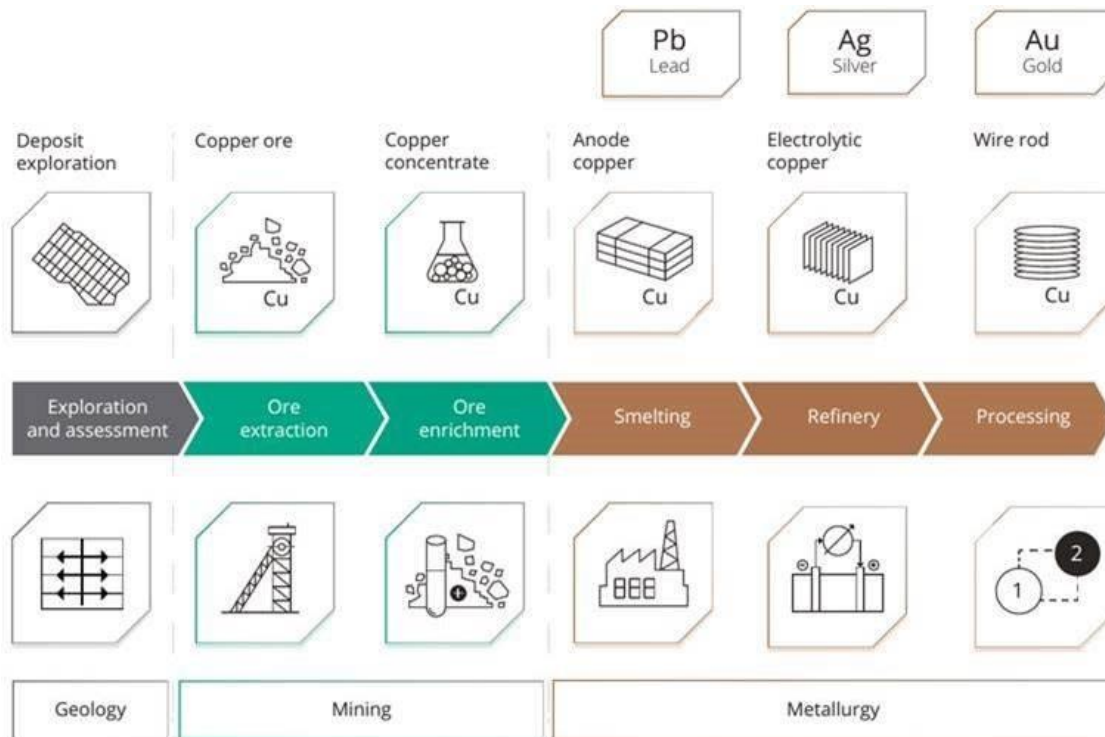 Pb
Lead
Ag
Silver
Au
Gold
Deposit
exploration
Copper ore
Copper
concentrate
Anode
copper
Electrolytic
copper
Wire rod
Cu
Cu
Cu
Cu
Cu
Exploration
and assessment
Ore
extraction
Ore
enrichment
Smelting
Refinery
Processing
1
2
Geology
Mining
Metallurgy